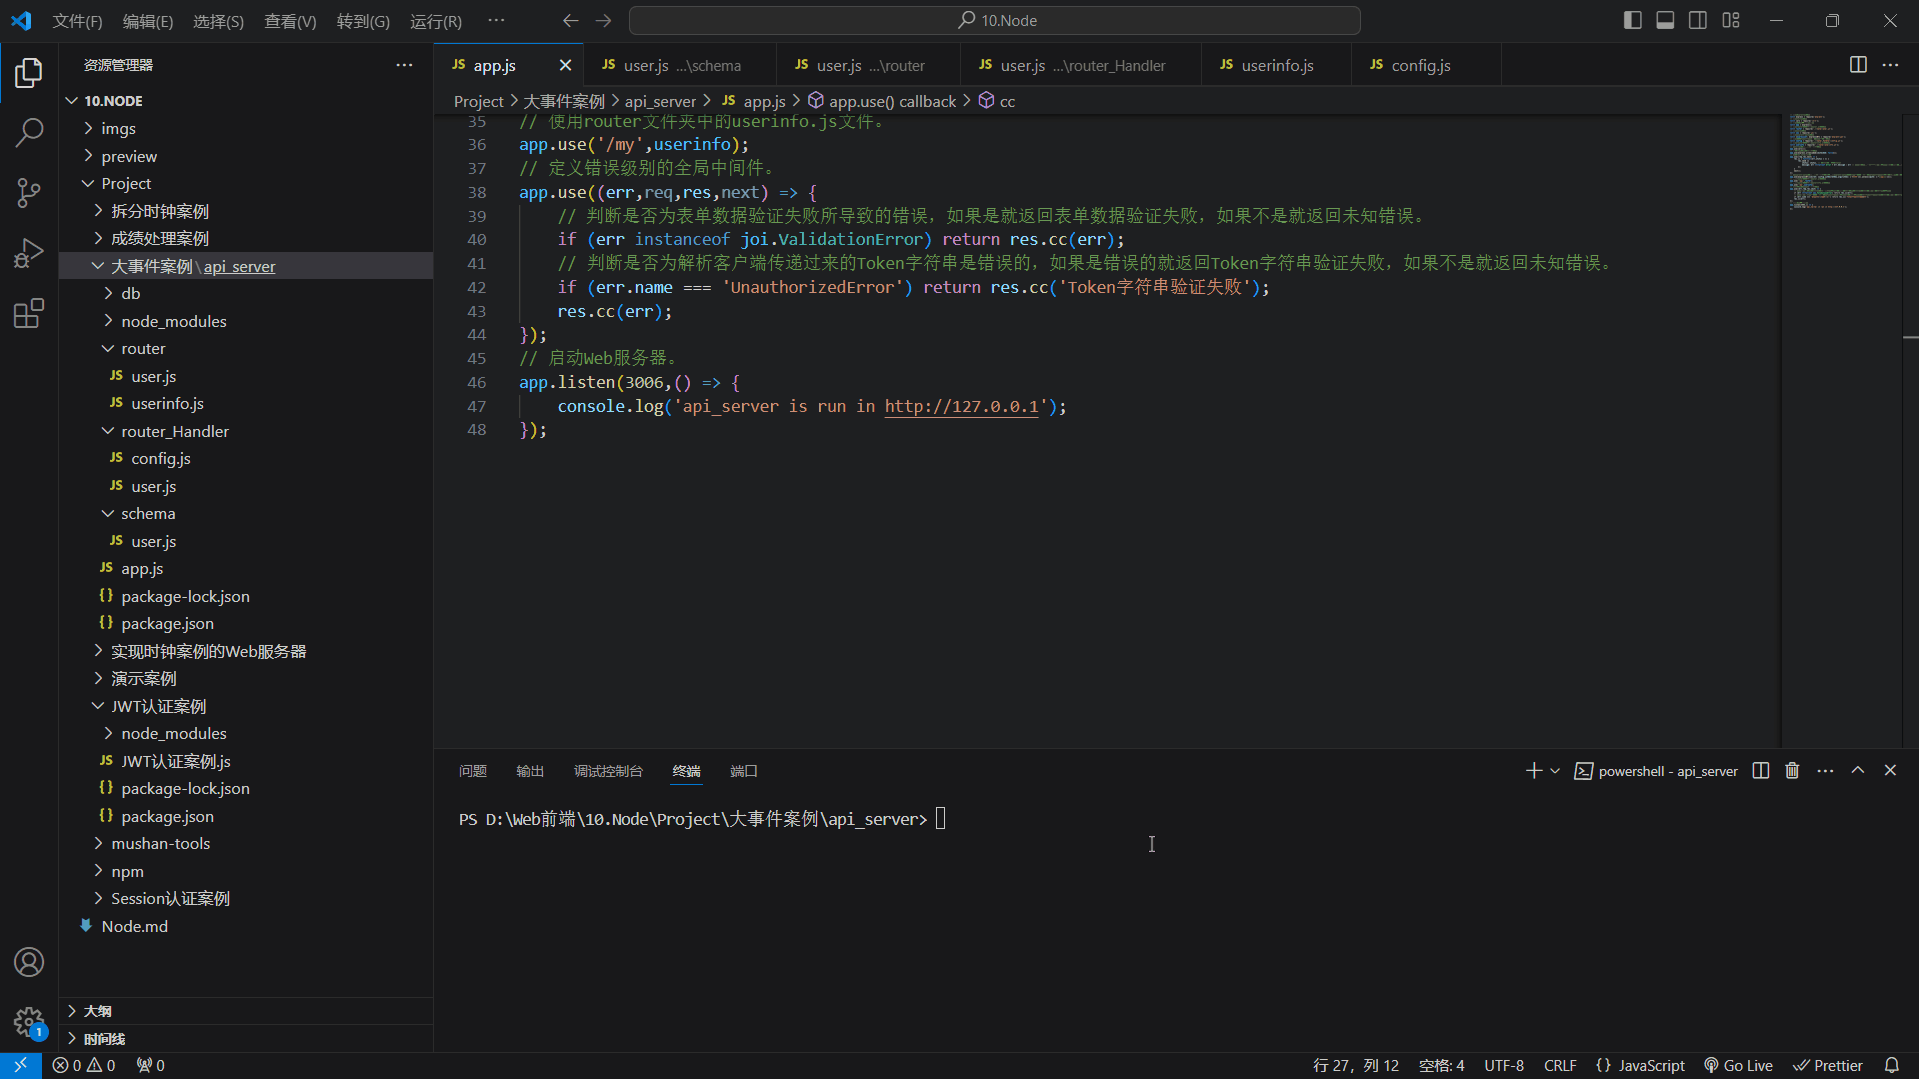 文件(F) 编辑(E) 选择(S) 查看(V) 转到(G) 运行(R) ··· 10.Node
资源管理器
10.NODE
imgs
preview
Project
拆分时钟案例
成绩处理案例
大事件案例\api_server
db
node_modules
router
JS user.js
JS userinfo.js
router_Handler
JS config.js
JS user.js
schema
JS user.js
JS app.js
{} package-lock.json
{} package.json
实现时钟案例的Web服务器
演示案例
JWT认证案例
node_modules
JS JWT认证案例.js
{} package-lock.json
{} package.json
mushan-tools
npm
Session认证案例
Node.md
大纲
时间线
JS app.js JS user.js ...\schema JS user.js ...\router JS user.js ...\router_Handler JS userinfo.js JS config.js
Project > 大事件案例 > api_server > JS app.js > app.use() callback > cc
35 // 使用router文件夹中的userinfo.js文件。
36 app.use('/my',userinfo);
37 // 定义错误级别的全局中间件。
38 app.use((err,req,res,next) => {
39 // 判断是否为表单数据验证失败所导致的错误，如果是就返回表单数据验证失败，如果不是就返回未知错误。
40 if (err instanceof joi.ValidationError) return res.cc(err);
41 // 判断是否为解析客户端传递过来的Token字符串是错误的，如果是错误的就返回Token字符串验证失败，如果不是就返回未知错误。
42 if (err.name === 'UnauthorizedError') return res.cc('Token字符串验证失败');
43 res.cc(err);
44 });
45 // 启动Web服务器。
46 app.listen(3006,() => {
47 console.log('api_server is run in http://127.0.0.1');
48 });
问题 输出 调试控制台 终端 端口 powershell - api_server
PS D:\Web前端\10.Node\Project\大事件案例\api_server>
1
0 0 0 行 27，列 12 空格: 4 UTF-8 CRLF {} JavaScript Go Live Prettier